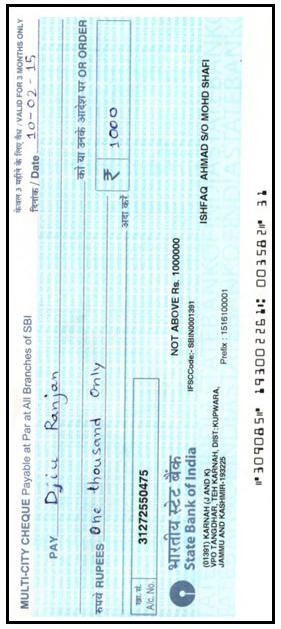 MULTI-CITY CHEQUE Payable at Par at All Branches of SBI
केवल 3 महीने के लिए वैध / VALID FOR 3 MONTHS ONLY
दिनांक / Date 10-02-15
PAY Djiu Ranjan
को या उनके आदेश पर OR ORDER
रुपये RUPEES One thousand Only
अदा करें ₹ 1000
खा. सं.
A/c. No. 31272550475
भारतीय स्टेट बैंक
State Bank of India
NOT ABOVE Rs. 1000000
IFSCCode:- SBIN0001391
(01391) KARNAH (J AND K)
VPO TANGDHAR, TEH KARNAH, DIST:KUPWARA,
JAMMU AND KASHMIR-193225
Prefix : 1516100001
ISHFAQ AHMAD S/O MOHD SHAFI
⑈309085⑈ 193002261⑆ 003582⑈ 31